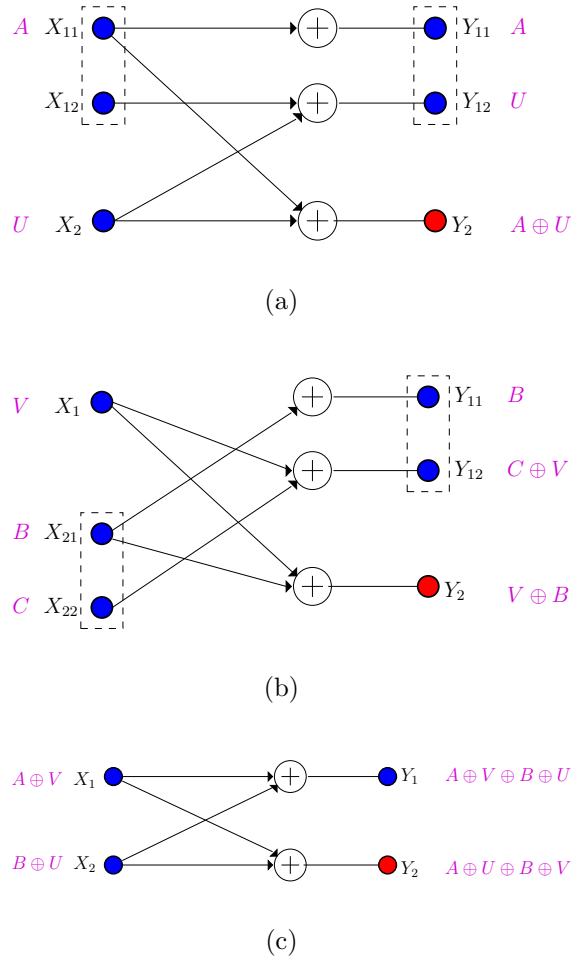 A X₁₁ Y₁₁ A
X₁₂ Y₁₂ U
U X₂ Y₂ A ⊕ U
(a)
V X₁ Y₁₁ B
Y₁₂ C ⊕ V
B X₂₁
C X₂₂ Y₂ V ⊕ B
(b)
A ⊕ V X₁ Y₁ A ⊕ V ⊕ B ⊕ U
B ⊕ U X₂ Y₂ A ⊕ U ⊕ B ⊕ V
(c)